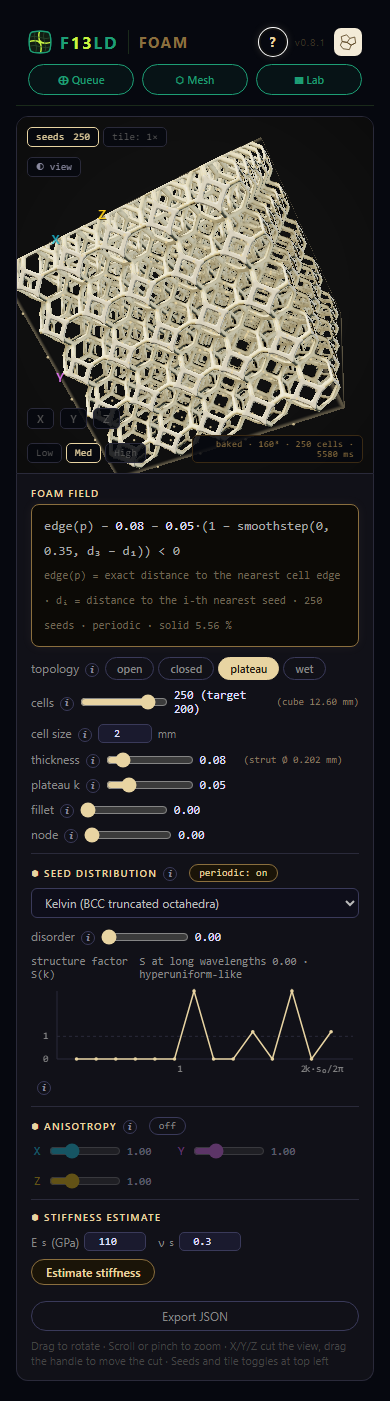 F13LD FOAM ? v0.8.1
Queue Mesh Lab
seeds 250 tile: 1×
view
Z
X
Y
X Y Z
Low Med High
baked · 160³ · 250 cells ·
5580 ms
FOAM FIELD
edge(p) − 0.08 − 0.05·(1 − smoothstep(0,
0.35, d₃ − d₁)) < 0
edge(p) = exact distance to the nearest cell edge
· dᵢ = distance to the i-th nearest seed · 250
seeds · periodic · solid 5.56 %
topology i open closed plateau wet
cells i 250 (target
200) (cube 12.60 mm)
cell size i 2 mm
thickness i 0.08 (strut Ø 0.202 mm)
plateau k i 0.05
fillet i 0.00
node i 0.00
SEED DISTRIBUTION i periodic: on
Kelvin (BCC truncated octahedra)
disorder i 0.00
structure factor
S(k)
S at long wavelengths 0.00 ·
hyperuniform-like
1
0
1 2k·s₀/2π
i
ANISOTROPY i off
X 1.00 Y 1.00
Z 1.00
STIFFNESS ESTIMATE
E s (GPa) 110 ν s 0.3
Estimate stiffness
Export JSON
Drag to rotate · Scroll or pinch to zoom · X/Y/Z cut the view, drag
the handle to move the cut · Seeds and tile toggles at top left